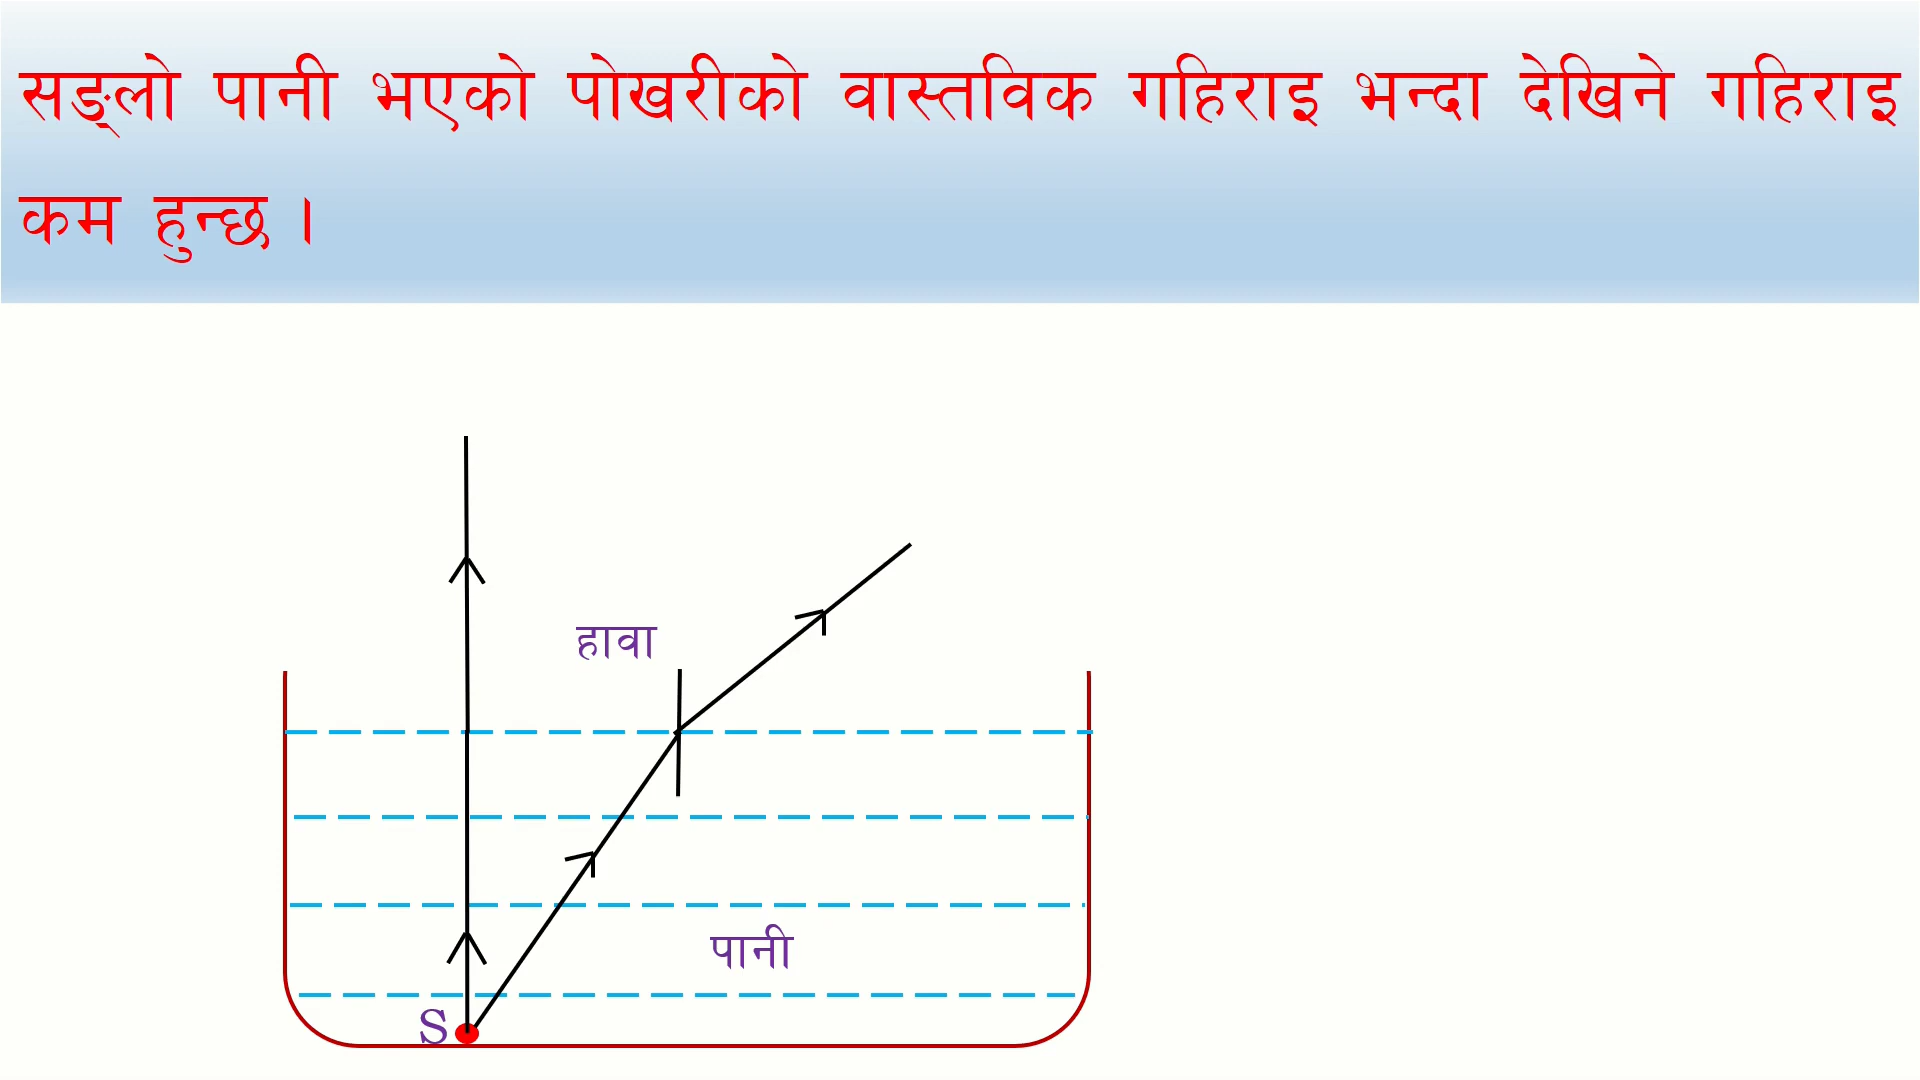 सङ्लो पानी भएको पोखरीको वास्तविक गहिराइ भन्दा देखिने गहिराइ
कम हुन्छ ।
हावा
पानी
S